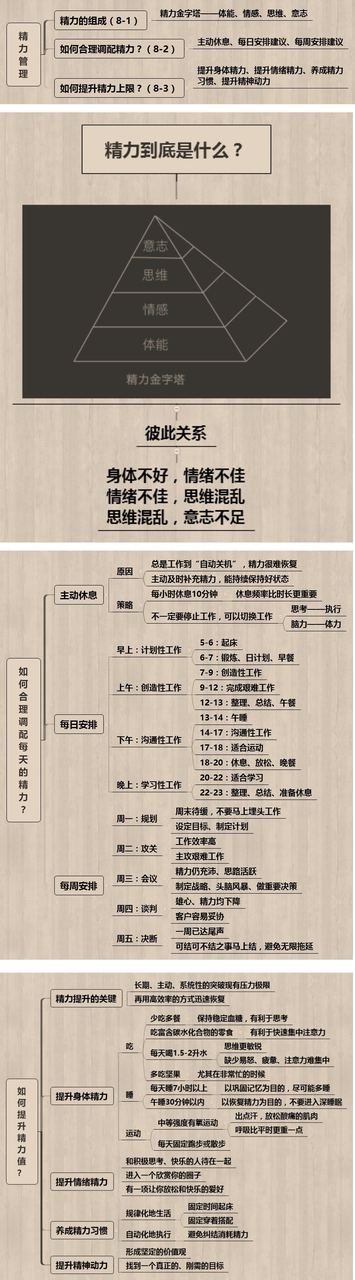 精力管理
精力的组成（8-1）
精力金字塔——体能、情感、思维、意志
如何合理调配精力？（8-2）
主动休息、每日安排建议、每周安排建议
如何提升精力上限？（8-3）
提升身体精力、提升情绪精力、养成精力
习惯、提升精神动力
精力到底是什么？
意志
思维
情感
体能
精力金字塔
彼此关系
身体不好，情绪不佳
情绪不佳，思维混乱
思维混乱，意志不足
如何合理调配每天的精力？
主动休息
原因
总是工作到“自动关机”，精力很难恢复
主动及时补充精力，能持续保持好状态
策略
每小时休息10分钟
休息频率比时长更重要
不一定要停止工作，可以切换工作
思考——执行
脑力——体力
每日安排
早上：计划性工作
5-6：起床
6-7：锻炼、日计划、早餐
上午：创造性工作
7-9：创造性工作
9-12：完成艰难工作
12-13：整理、总结、午餐
下午：沟通性工作
13-14：午睡
14-17：沟通性工作
17-18：适合运动
18-20：休息、放松、晚餐
晚上：学习性工作
20-22：适合学习
22-23：整理、总结、准备休息
每周安排
周一：规划
周末待缓，不要马上埋头工作
设定目标、制定计划
周二：攻关
工作效率高
主攻艰难工作
周三：会议
精力仍充沛、思路活跃
制定战略、头脑风暴、做重要决策
周四：谈判
雄心、精力均下降
客户容易妥协
周五：决断
一周已达尾声
可结可不结之事马上结，避免无限拖延
如何提升精力值？
精力提升的关键
长期、主动、系统性的突破现有压力极限
再用高效率的方式迅速恢复
提升身体精力
吃
少吃多餐
保持稳定血糖，有利于思考
吃富含碳水化合物的零食
有利于快速集中注意力
每天喝1.5-2升水
思维更敏锐
缺少易怒、疲惫、注意力难集中
多吃坚果
尤其在非常忙的时候
睡
每天睡7小时以上
以巩固记忆为目的，尽可能多睡
午睡30分钟以内
以恢复精力为目的，不要进入深睡眠
运动
中等强度有氧运动
出点汗，放松酸痛的肌肉
呼吸比平时更重一点
每天固定跑步或散步
提升情绪精力
和积极思考、快乐的人待在一起
进入一个欣赏你的圈子
有一项让你放松和快乐的爱好
养成精力习惯
规律化地生活
固定时间起床
固定穿着搭配
自动化地执行
避免纠结消耗精力
提升精神动力
形成坚定的价值观
找到一个真正的、刚需的目标